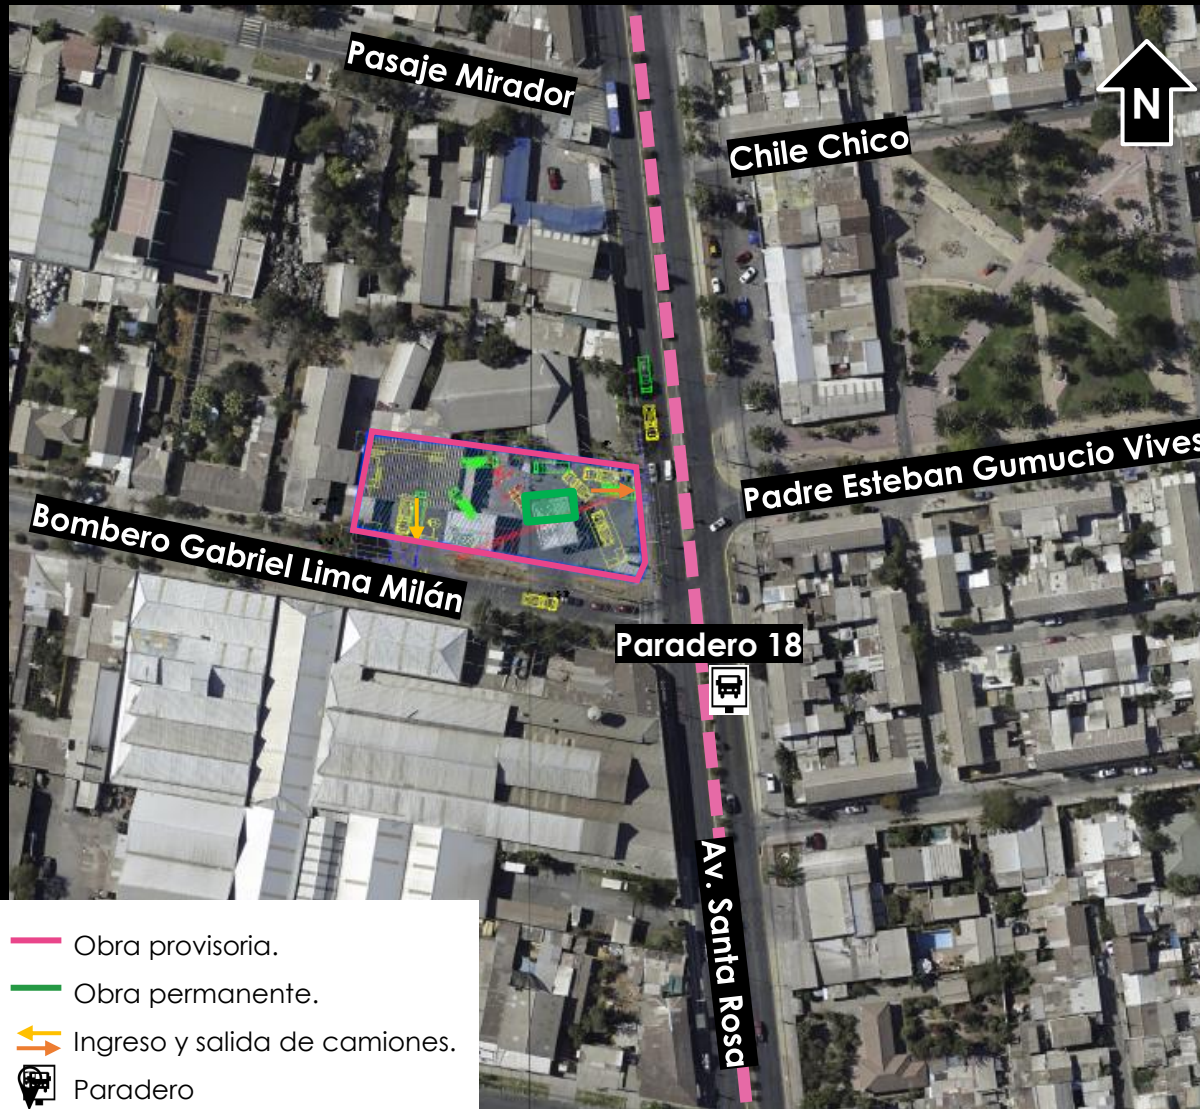 Pasaje Mirador
N
Chile Chico
Padre Esteban Gumucio Vives
Bombero Gabriel Lima Milán
Paradero 18
Av. Santa Rosa
Obra provisoria.
Obra permanente.
Ingreso y salida de camiones.
Paradero